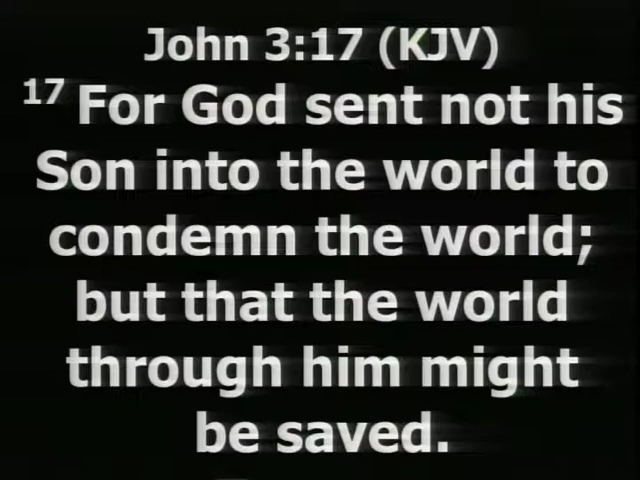 John 3:17 (KJV)
17 For God sent not his
Son into the world to
condemn the world;
but that the world
through him might
be saved.